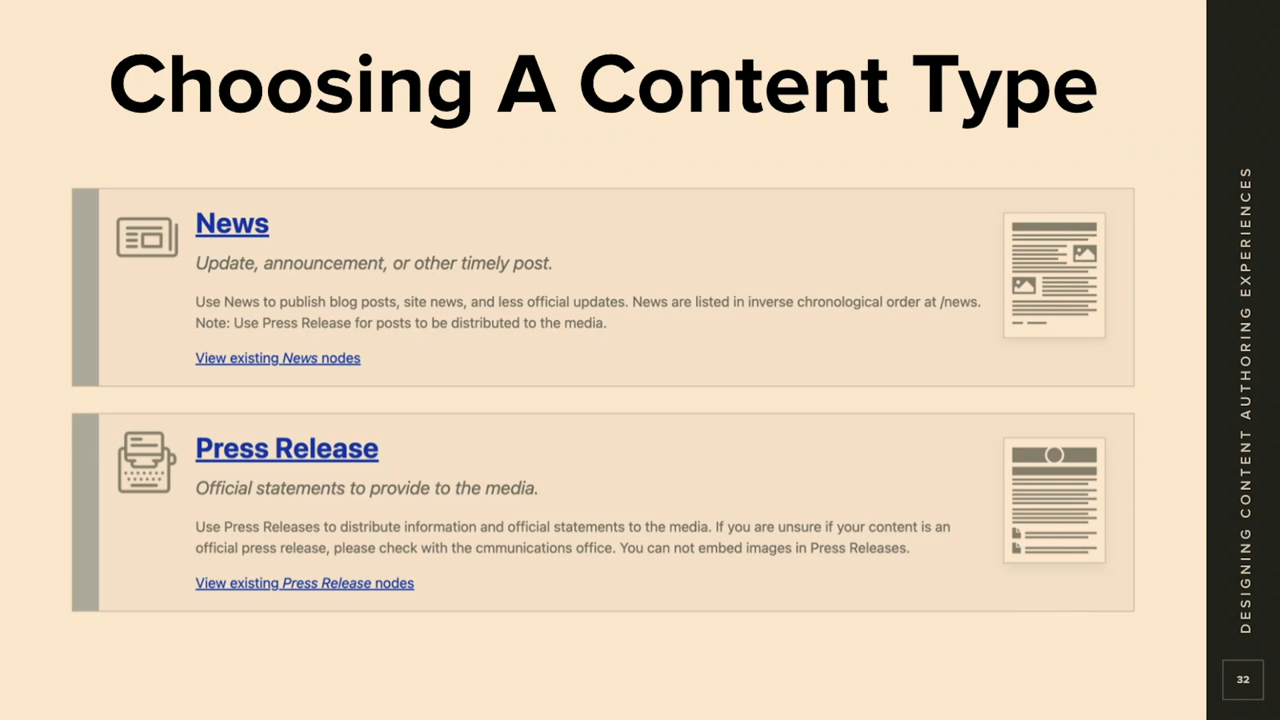 Choosing A Content Type
News
Update, announcement, or other timely post.
Use News to publish blog posts, site news, and less official updates. News are listed in inverse chronological order at /news.
Note: Use Press Release for posts to be distributed to the media.
View existing News nodes
Press Release
Official statements to provide to the media.
Use Press Releases to distribute information and official statements to the media. If you are unsure if your content is an
official press release, please check with the cmmunications office. You can not embed images in Press Releases.
View existing Press Release nodes
DESIGNING CONTENT AUTHORING EXPERIENCES
32